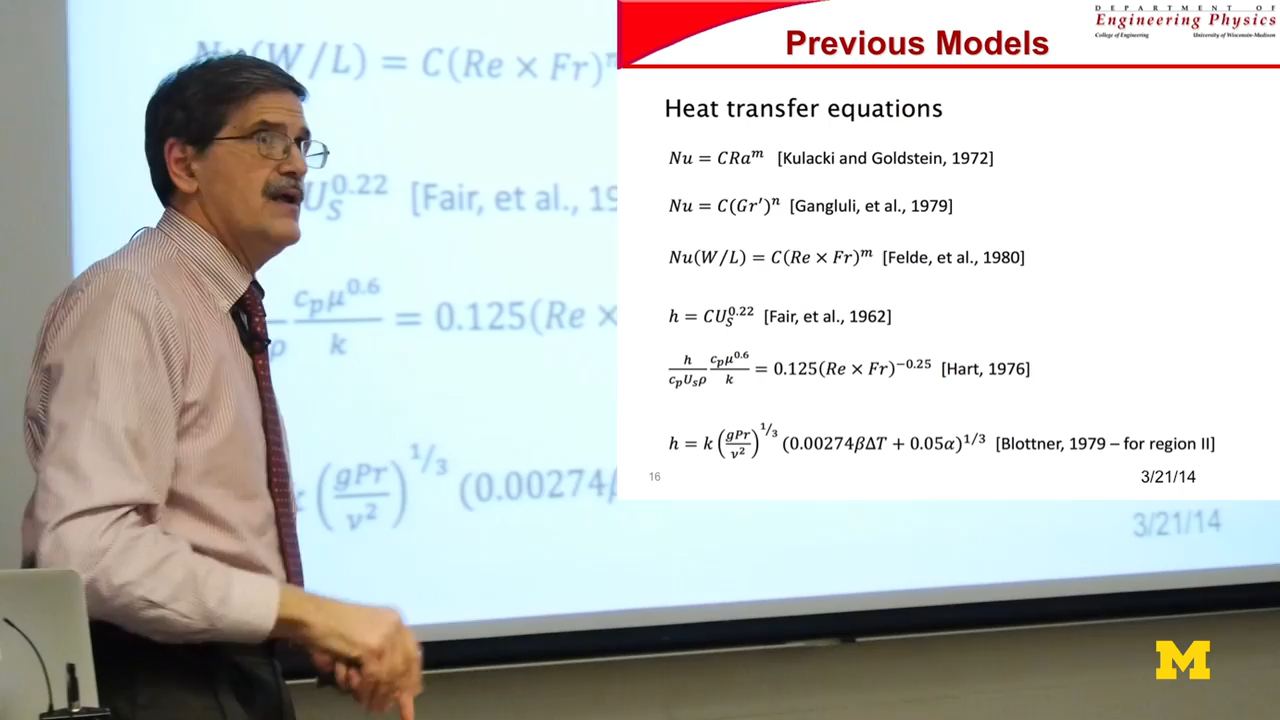 DEPARTMENT OF
Engineering Physics
College of Engineering University of Wisconsin-Madison
Previous Models
Heat transfer equations
Nu = CRa^m [Kulacki and Goldstein, 1972]
Nu = C(Gr′)^n [Gangluli, et al., 1979]
Nu(W/L) = C(Re × Fr)^m [Felde, et al., 1980]
h = CU_S^0.22 [Fair, et al., 1962]
h/(c_p U_s ρ) c_p μ^0.6/k = 0.125(Re × Fr)^−0.25 [Hart, 1976]
h = k (gPr/ν^2)^1/3 (0.00274βΔT + 0.05α)^1/3 [Blottner, 1979 – for region II]
16 3/21/14
Nu(W/L) = C(Re × Fr)
U_S^0.22 [Fair, et al., 19
ρ c_p μ^0.6/k = 0.125(Re ×
(gPr/ν^2)^1/3 (0.00274β
3/21/14
M